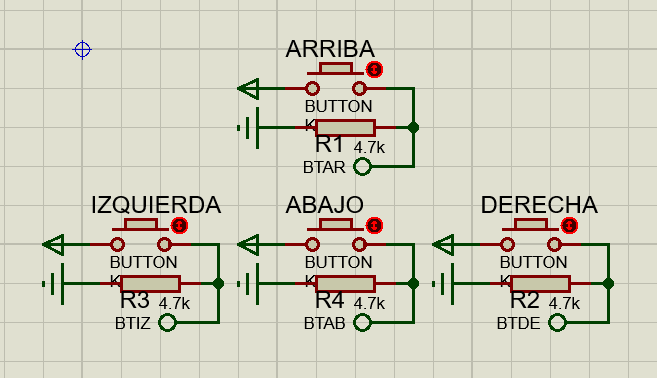 ARRIBA
BUTTON
K
R1 4.7k
BTAR
IZQUIERDA ABAJO DERECHA
BUTTON BUTTON BUTTON
K K K
R3 4.7k R4 4.7k R2 4.7k
BTIZ BTAB BTDE